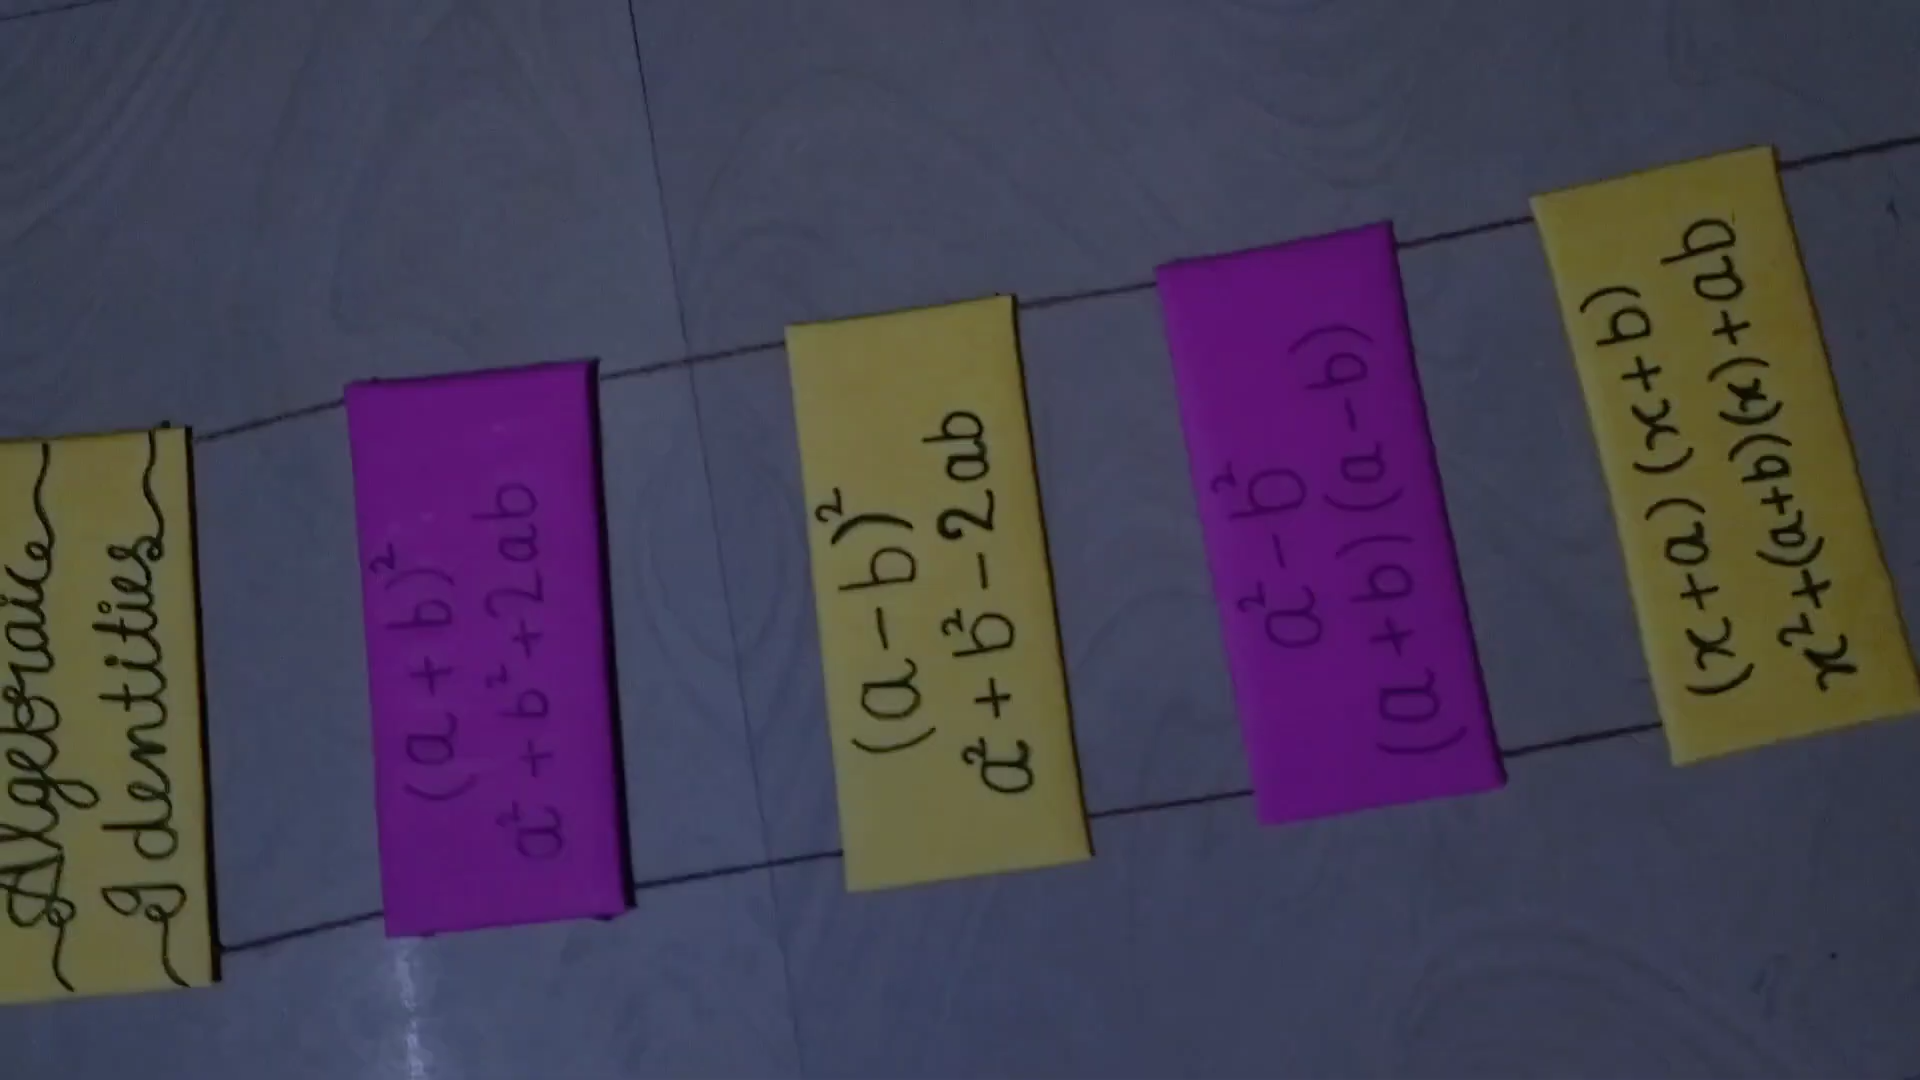 Algebraic
Identities
(a+b)²
a²+b²+2ab
(a-b)²
a²+b²-2ab
a²-b²
(a+b)(a-b)
(x+a)(x+b)
x²+(a+b)(x)+ab